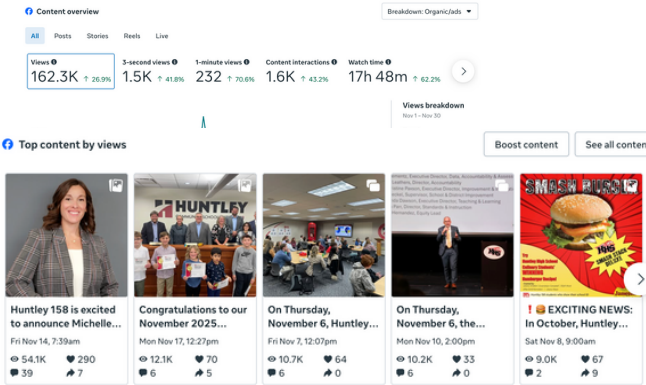 Content overview
Breakdown: Organic/ads
All Posts Stories Reels Live
Views 3-second views 1-minute views Content interactions Watch time
162.3K ↑ 26.9% 1.5K ↑ 41.8% 232 ↑ 70.6% 1.6K ↑ 43.2% 17h 48m ↑ 62.2%
Views breakdown
Nov 1 – Nov 30
Top content by views
Boost content
See all conten
HUNTLEY
SMASH
Huntley 158 is excited
to announce Michelle...
Fri Nov 14, 7:39am
54.1K 290
39 7
Congratulations to our
November 2025...
Mon Nov 17, 12:27pm
12.1K 70
6 5
On Thursday,
November 6, Huntley...
Fri Nov 7, 12:07pm
10.7K 64
6 0
On Thursday,
November 6, the...
Mon Nov 10, 2:00pm
10.2K 33
6 0
EXCITING NEWS:
In October, Huntley...
Sat Nov 8, 9:00am
9.0K 67
2 9